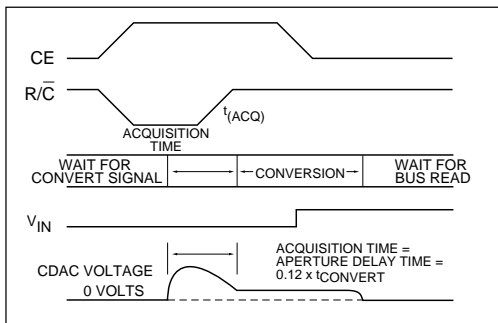 CE
R/C̅
t(ACQ)
ACQUISITION
TIME
WAIT FOR
CONVERT SIGNAL
CONVERSION
WAIT FOR
BUS READ
VIN
ACQUISITION TIME =
APERTURE DELAY TIME =
0.12 x tCONVERT
CDAC VOLTAGE
0 VOLTS